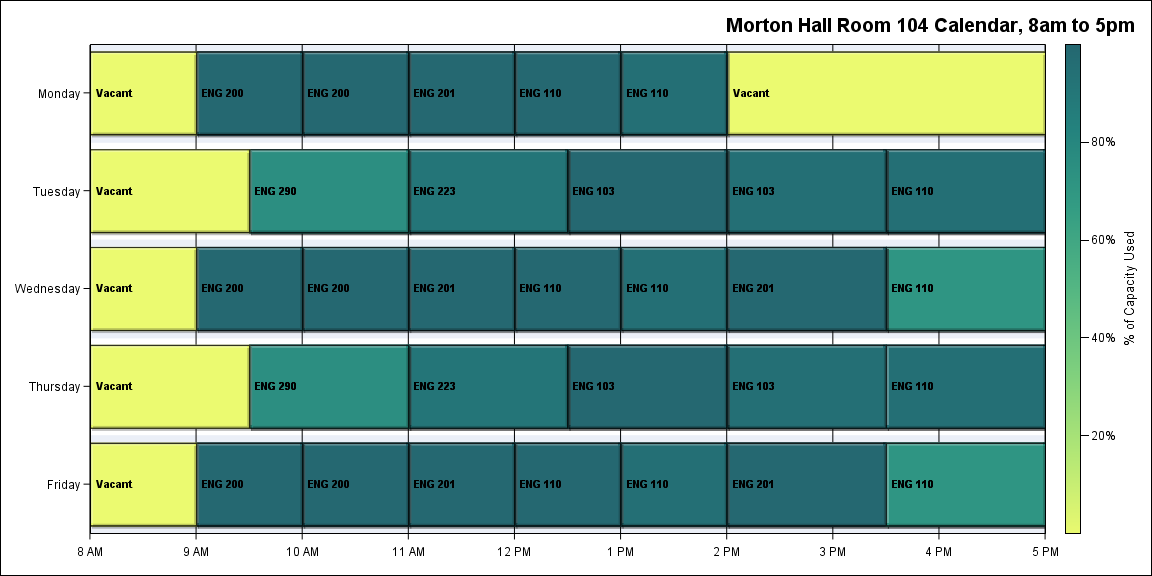 Morton Hall Room 104 Calendar, 8am to 5pm
Monday Vacant ENG 200 ENG 200 ENG 201 ENG 110 ENG 110 Vacant
Tuesday Vacant ENG 290 ENG 223 ENG 103 ENG 103 ENG 110
Wednesday Vacant ENG 200 ENG 200 ENG 201 ENG 110 ENG 110 ENG 201 ENG 110
Thursday Vacant ENG 290 ENG 223 ENG 103 ENG 103 ENG 110
Friday Vacant ENG 200 ENG 200 ENG 201 ENG 110 ENG 110 ENG 201 ENG 110
8 AM 9 AM 10 AM 11 AM 12 PM 1 PM 2 PM 3 PM 4 PM 5 PM
80%
60%
40%
20%
% of Capacity Used